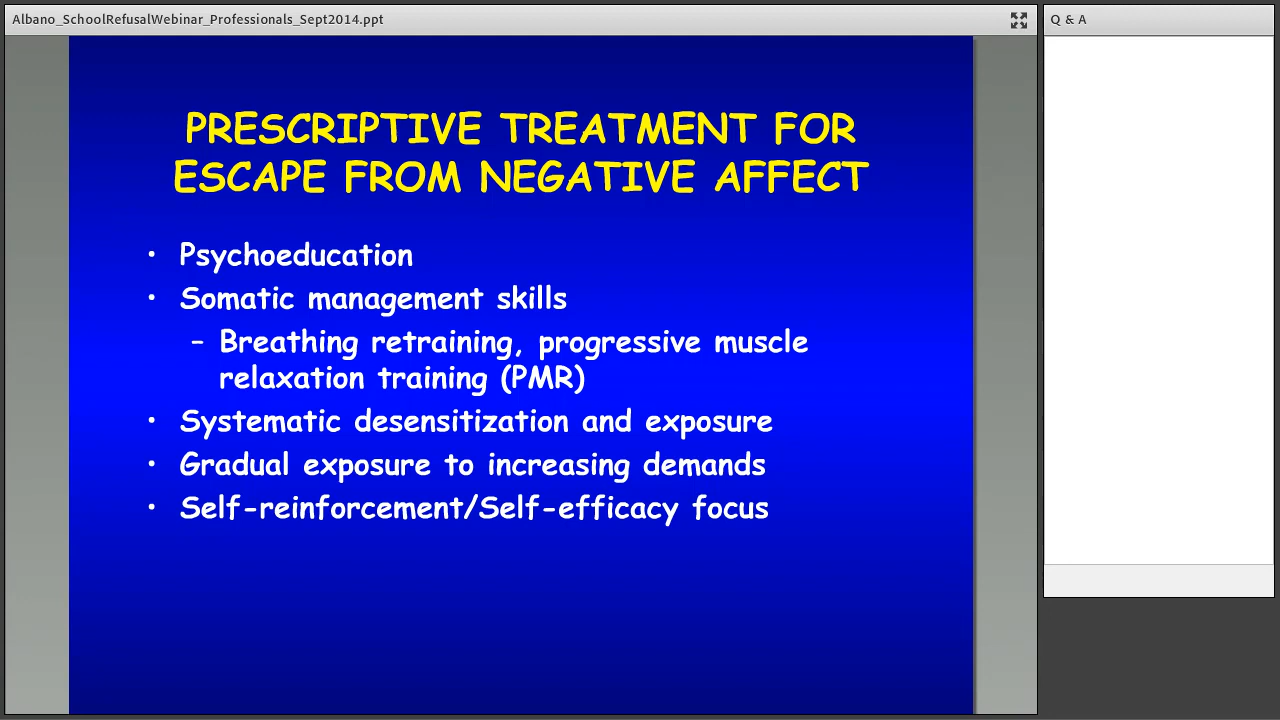 Albano_SchoolRefusalWebinar_Professionals_Sept2014.ppt
Q & A
PRESCRIPTIVE TREATMENT FOR
ESCAPE FROM NEGATIVE AFFECT
• Psychoeducation
• Somatic management skills
– Breathing retraining, progressive muscle
relaxation training (PMR)
• Systematic desensitization and exposure
• Gradual exposure to increasing demands
• Self-reinforcement/Self-efficacy focus